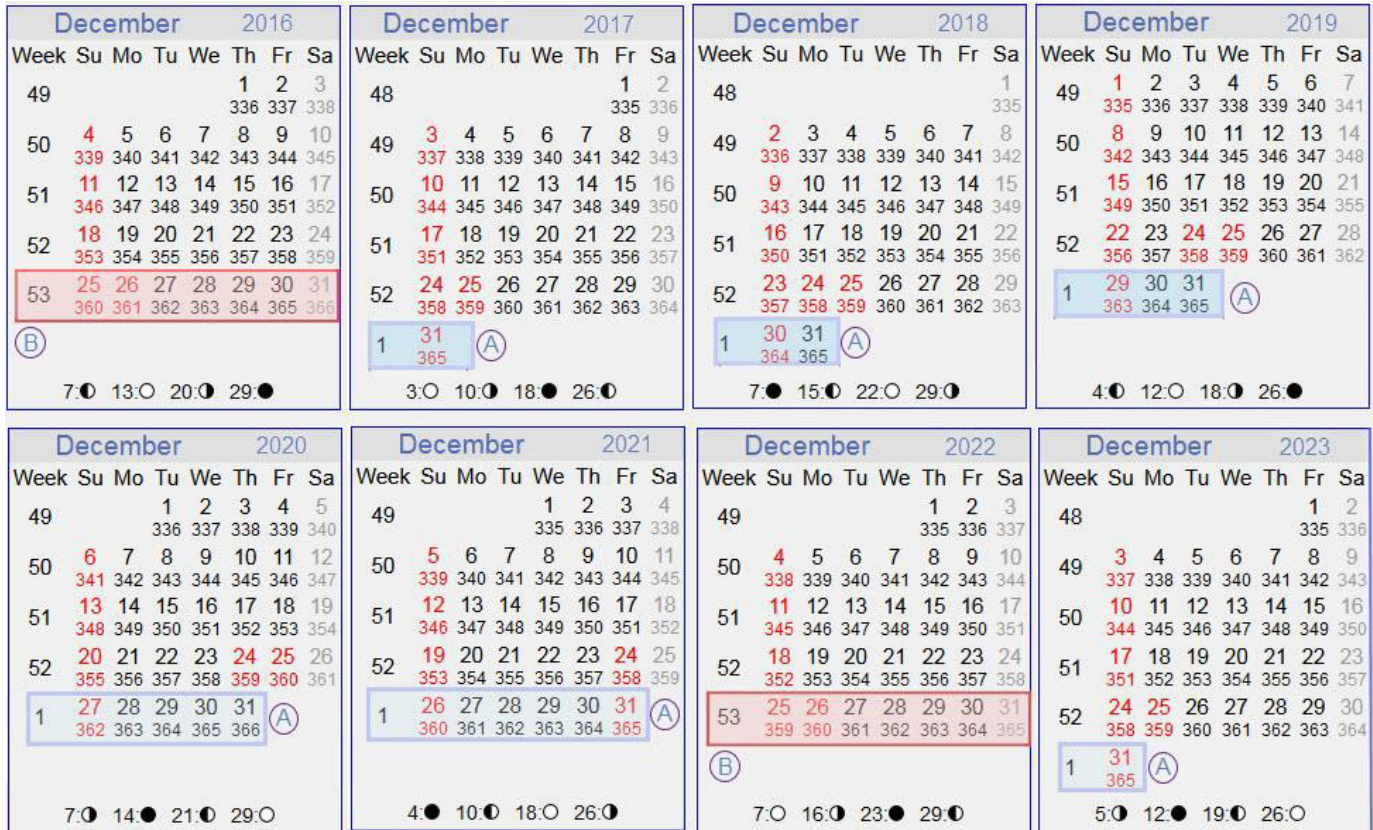 December 2016
Week Su Mo Tu We Th Fr Sa
49 1 2 3
336 337 338
50 4 5 6 7 8 9 10
339 340 341 342 343 344 345
51 11 12 13 14 15 16 17
346 347 348 349 350 351 352
52 18 19 20 21 22 23 24
353 354 355 356 357 358 359
53 25 26 27 28 29 30 31
360 361 362 363 364 365 366
B
7:◐ 13:○ 20:◑ 29:●
December 2017
Week Su Mo Tu We Th Fr Sa
48 1 2
335 336
49 3 4 5 6 7 8 9
337 338 339 340 341 342 343
50 10 11 12 13 14 15 16
344 345 346 347 348 349 350
51 17 18 19 20 21 22 23
351 352 353 354 355 356 357
52 24 25 26 27 28 29 30
358 359 360 361 362 363 364
1 31 A
365
3:○ 10:◑ 18:● 26:◐
December 2018
Week Su Mo Tu We Th Fr Sa
48 1
335
49 2 3 4 5 6 7 8
336 337 338 339 340 341 342
50 9 10 11 12 13 14 15
343 344 345 346 347 348 349
51 16 17 18 19 20 21 22
350 351 352 353 354 355 356
52 23 24 25 26 27 28 29
357 358 359 360 361 362 363
1 30 31 A
364 365
7:● 15:◐ 22:○ 29:◑
December 2019
Week Su Mo Tu We Th Fr Sa
49 1 2 3 4 5 6 7
335 336 337 338 339 340 341
50 8 9 10 11 12 13 14
342 343 344 345 346 347 348
51 15 16 17 18 19 20 21
349 350 351 352 353 354 355
52 22 23 24 25 26 27 28
356 357 358 359 360 361 362
1 29 30 31 A
363 364 365
4:◐ 12:○ 18:◑ 26:●
December 2020
Week Su Mo Tu We Th Fr Sa
49 1 2 3 4 5
336 337 338 339 340
50 6 7 8 9 10 11 12
341 342 343 344 345 346 347
51 13 14 15 16 17 18 19
348 349 350 351 352 353 354
52 20 21 22 23 24 25 26
355 356 357 358 359 360 361
1 27 28 29 30 31 A
362 363 364 365 366
7:◑ 14:● 21:◐ 29:○
December 2021
Week Su Mo Tu We Th Fr Sa
49 1 2 3 4
335 336 337 338
50 5 6 7 8 9 10 11
339 340 341 342 343 344 345
51 12 13 14 15 16 17 18
346 347 348 349 350 351 352
52 19 20 21 22 23 24 25
353 354 355 356 357 358 359
1 26 27 28 29 30 31 A
360 361 362 363 364 365
4:● 10:◐ 18:○ 26:◑
December 2022
Week Su Mo Tu We Th Fr Sa
49 1 2 3
335 336 337
50 4 5 6 7 8 9 10
338 339 340 341 342 343 344
51 11 12 13 14 15 16 17
345 346 347 348 349 350 351
52 18 19 20 21 22 23 24
352 353 354 355 356 357 358
53 25 26 27 28 29 30 31
359 360 361 362 363 364 365
B
7:○ 16:◑ 23:● 29:◐
December 2023
Week Su Mo Tu We Th Fr Sa
48 1 2
335 336
49 3 4 5 6 7 8 9
337 338 339 340 341 342 343
50 10 11 12 13 14 15 16
344 345 346 347 348 349 350
51 17 18 19 20 21 22 23
351 352 353 354 355 356 357
52 24 25 26 27 28 29 30
358 359 360 361 362 363 364
1 31 A
365
5:◑ 12:● 19:◐ 26:○